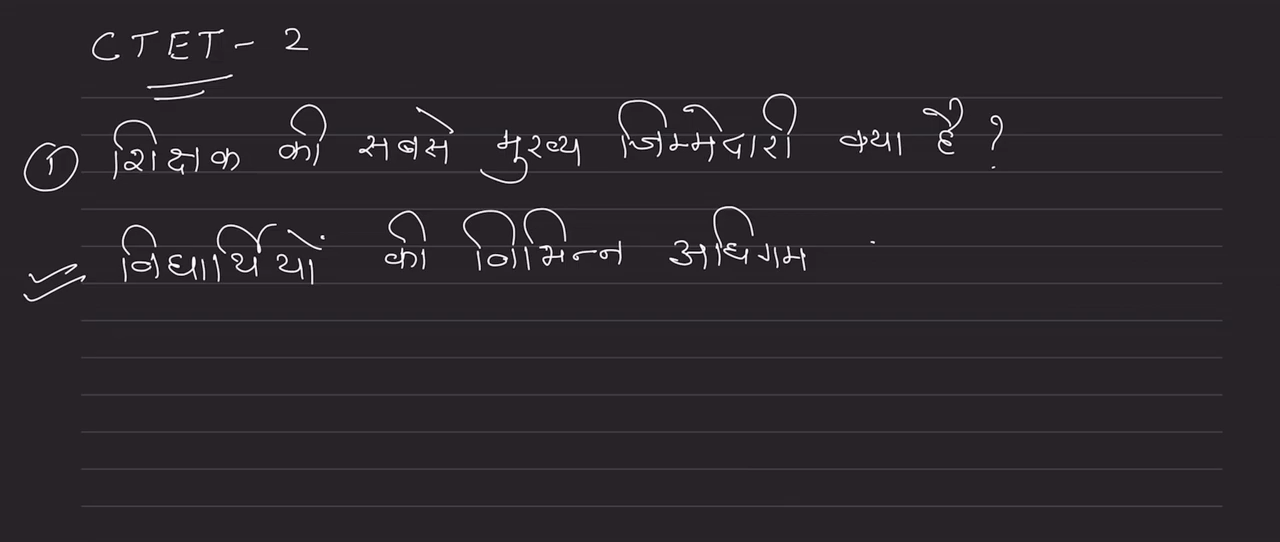 CTET - 2
① शिक्षक की सबसे मुख्य जिम्मेदारी क्या है ?
विद्यार्थियों की विभिन्न अधिगम